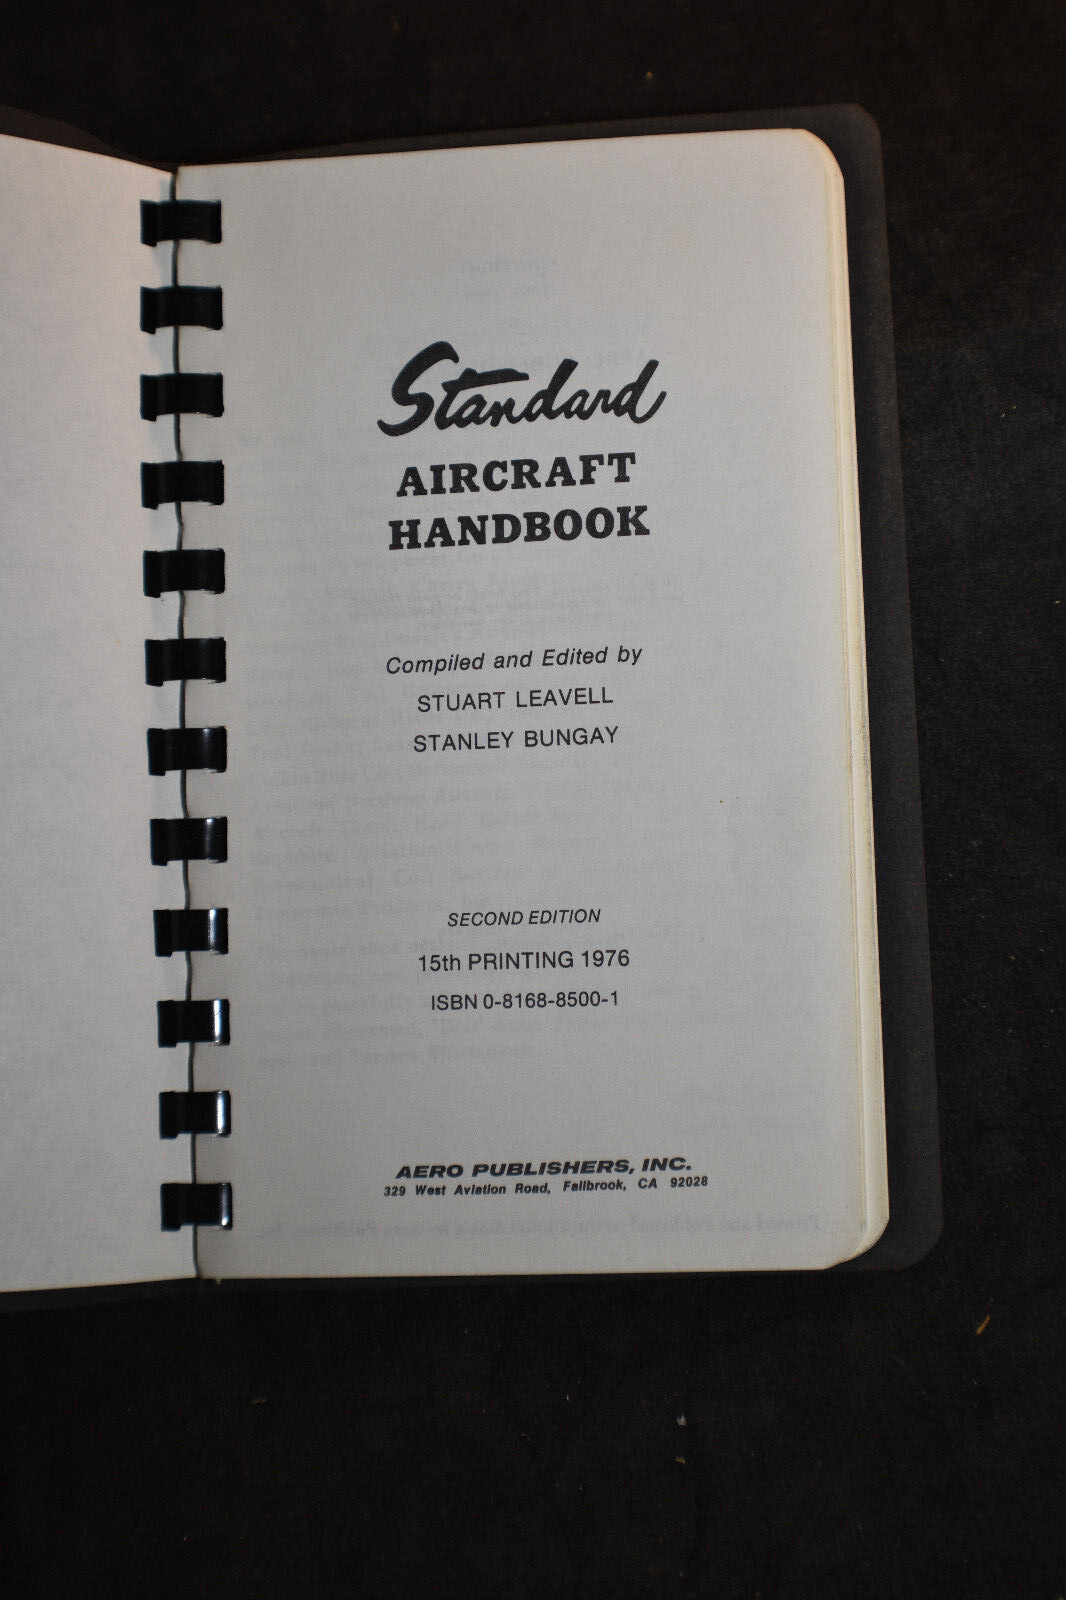 Standard
AIRCRAFT
HANDBOOK
Compiled and Edited by
STUART LEAVELL
STANLEY BUNGAY
SECOND EDITION
15th PRINTING 1976
ISBN 0-8168-8500-1
AERO PUBLISHERS, INC.
329 West Aviation Road, Fallbrook, CA 92028